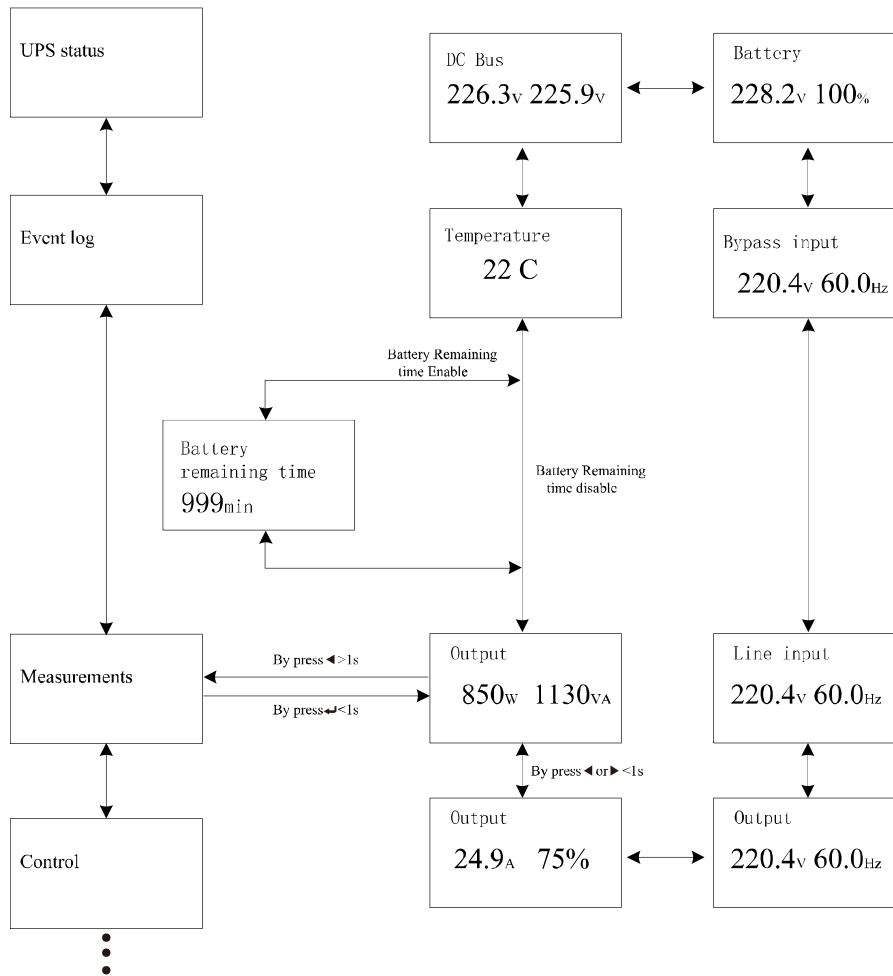 UPS status
Event log
Measurements
Control
DC Bus
226.3V 225.9V
Battery
228.2V 100%
Temperature
22 C
Bypass input
220.4V 60.0Hz
Battery Remaining
time Enable
Battery
remaining time
999min
Battery Remaining
time disable
By press ◀ >1s
By press ↵ <1s
Output
850W 1130VA
Line input
220.4V 60.0Hz
By press ◀ or ▶ <1s
Output
24.9A 75%
Output
220.4V 60.0Hz